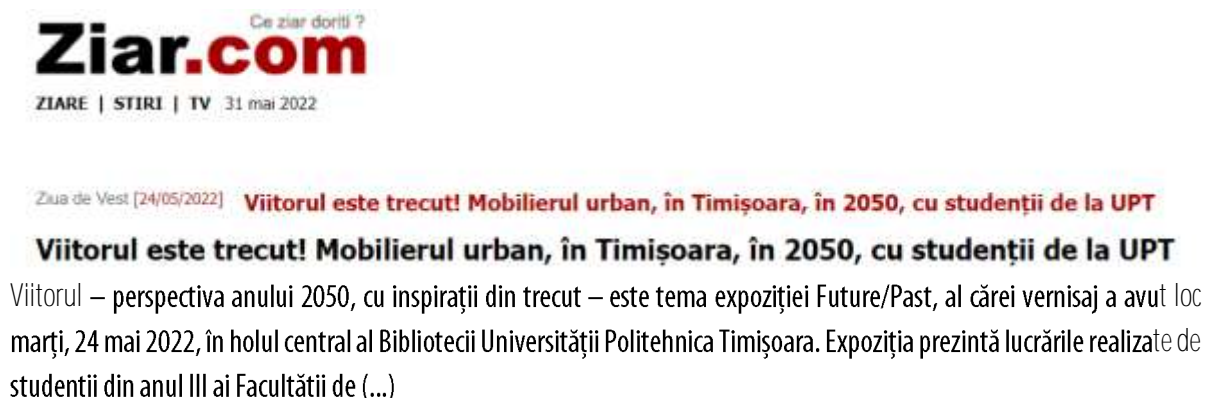 Ce ziar doriti ?
Ziar.com
ZIARE | STIRI | TV 31 mai 2022
Ziua de Vest [24/05/2022] Viitorul este trecut! Mobilierul urban, în Timișoara, în 2050, cu studenții de la UPT
Viitorul este trecut! Mobilierul urban, în Timișoara, în 2050, cu studenții de la UPT
Viitorul – perspectiva anului 2050, cu inspirații din trecut – este tema expoziției Future/Past, al cărei vernisaj a avut loc
marți, 24 mai 2022, în holul central al Bibliotecii Universității Politehnica Timișoara. Expoziția prezintă lucrările realizate de
studenții din anul III ai Facultății de (...)